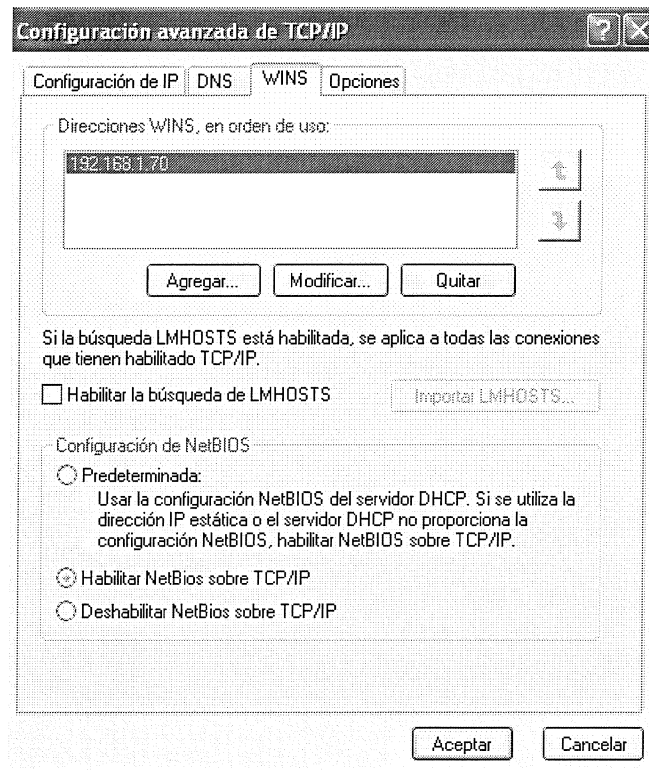 Configuración avanzada de TCP/IP
Configuración de IP DNS WINS Opciones
Direcciones WINS, en orden de uso:
192.168.1.70
Agregar... Modificar... Quitar
Si la búsqueda LMHOSTS está habilitada, se aplica a todas las conexiones
que tienen habilitado TCP/IP.
Habilitar la búsqueda de LMHOSTS Importar LMHOSTS...
Configuración de NetBIOS
Predeterminada:
Usar la configuración NetBIOS del servidor DHCP. Si se utiliza la
dirección IP estática o el servidor DHCP no proporciona la
configuración NetBIOS, habilitar NetBIOS sobre TCP/IP.
Habilitar NetBios sobre TCP/IP
Deshabilitar NetBios sobre TCP/IP
Aceptar Cancelar